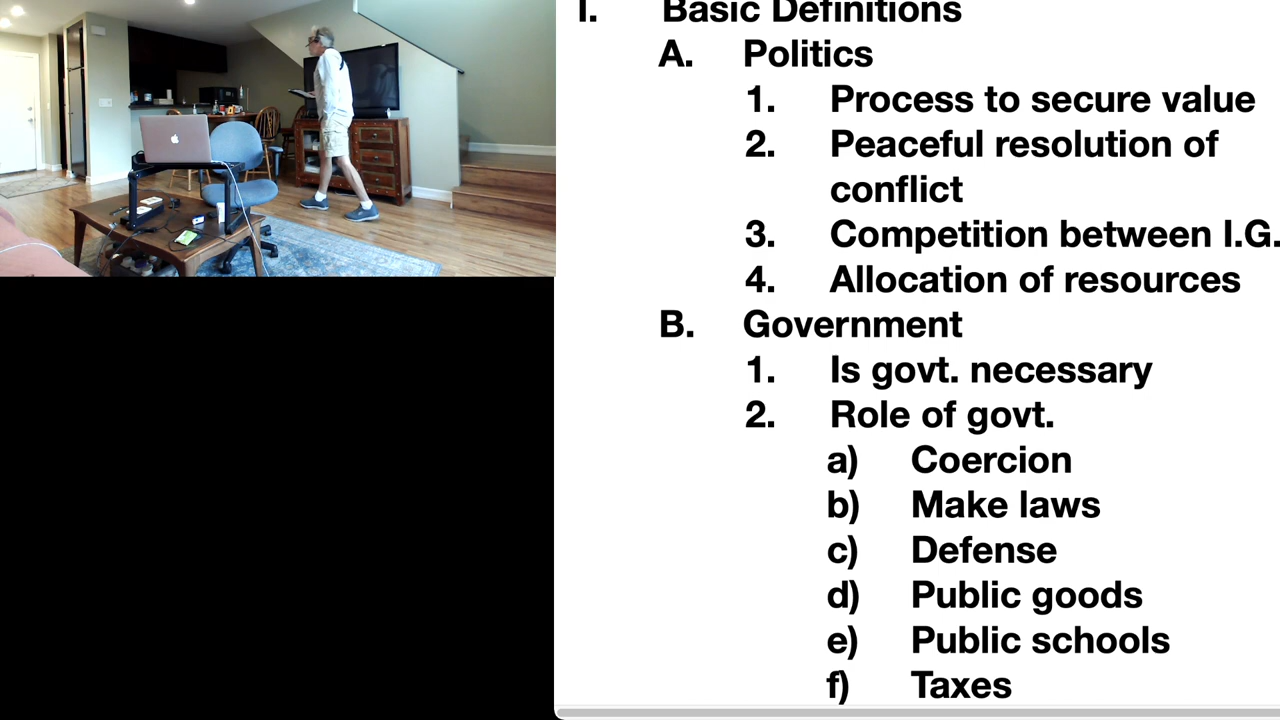 I. Basic Definitions
A. Politics
1. Process to secure value
2. Peaceful resolution of
conflict
3. Competition between I.G.
4. Allocation of resources
B. Government
1. Is govt. necessary
2. Role of govt.
a) Coercion
b) Make laws
c) Defense
d) Public goods
e) Public schools
f) Taxes